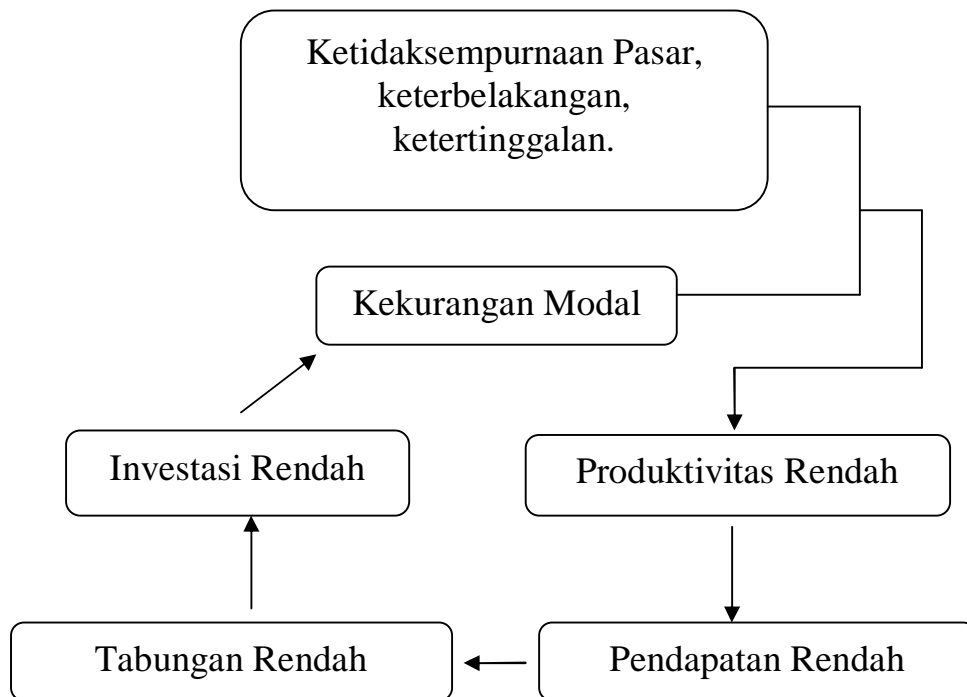 Ketidaksempurnaan Pasar,
keterbelakangan,
ketertinggalan.
Kekurangan Modal
Investasi Rendah
Produktivitas Rendah
Tabungan Rendah
Pendapatan Rendah